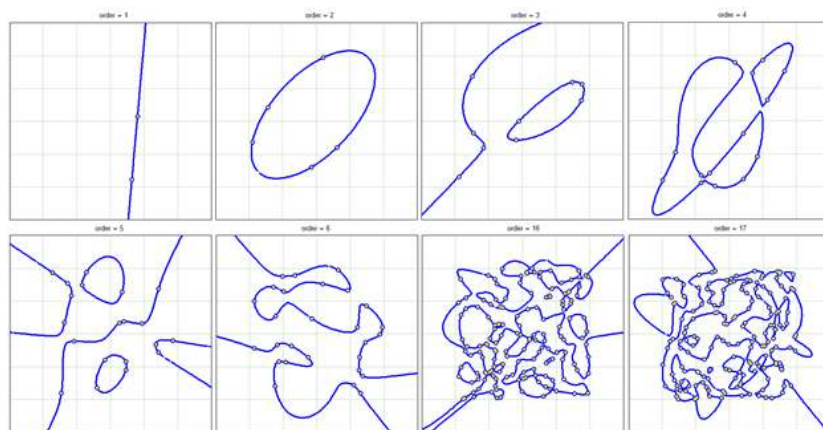 order = 1
order = 2
order = 3
order = 4
order = 5
order = 6
order = 16
order = 17